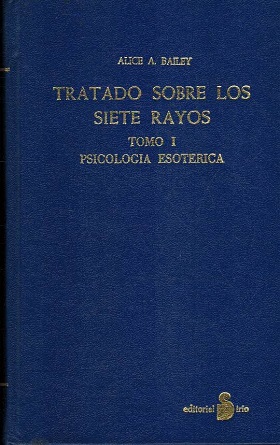 ALICE A. BAILEY
TRATADO SOBRE LOS
SIETE RAYOS
TOMO I
PSICOLOGIA ESOTERICA
editorial Sirio